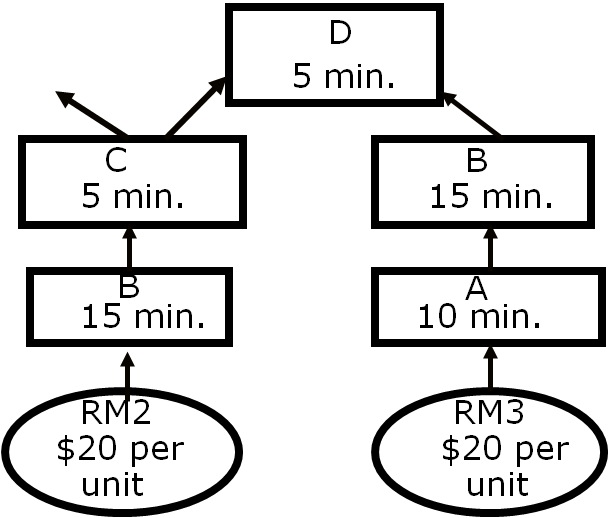 D
5 min.
C
5 min.
B
15 min.
B
15 min.
A
10 min.
RM2
$20 per
unit
RM3
$20 per
unit